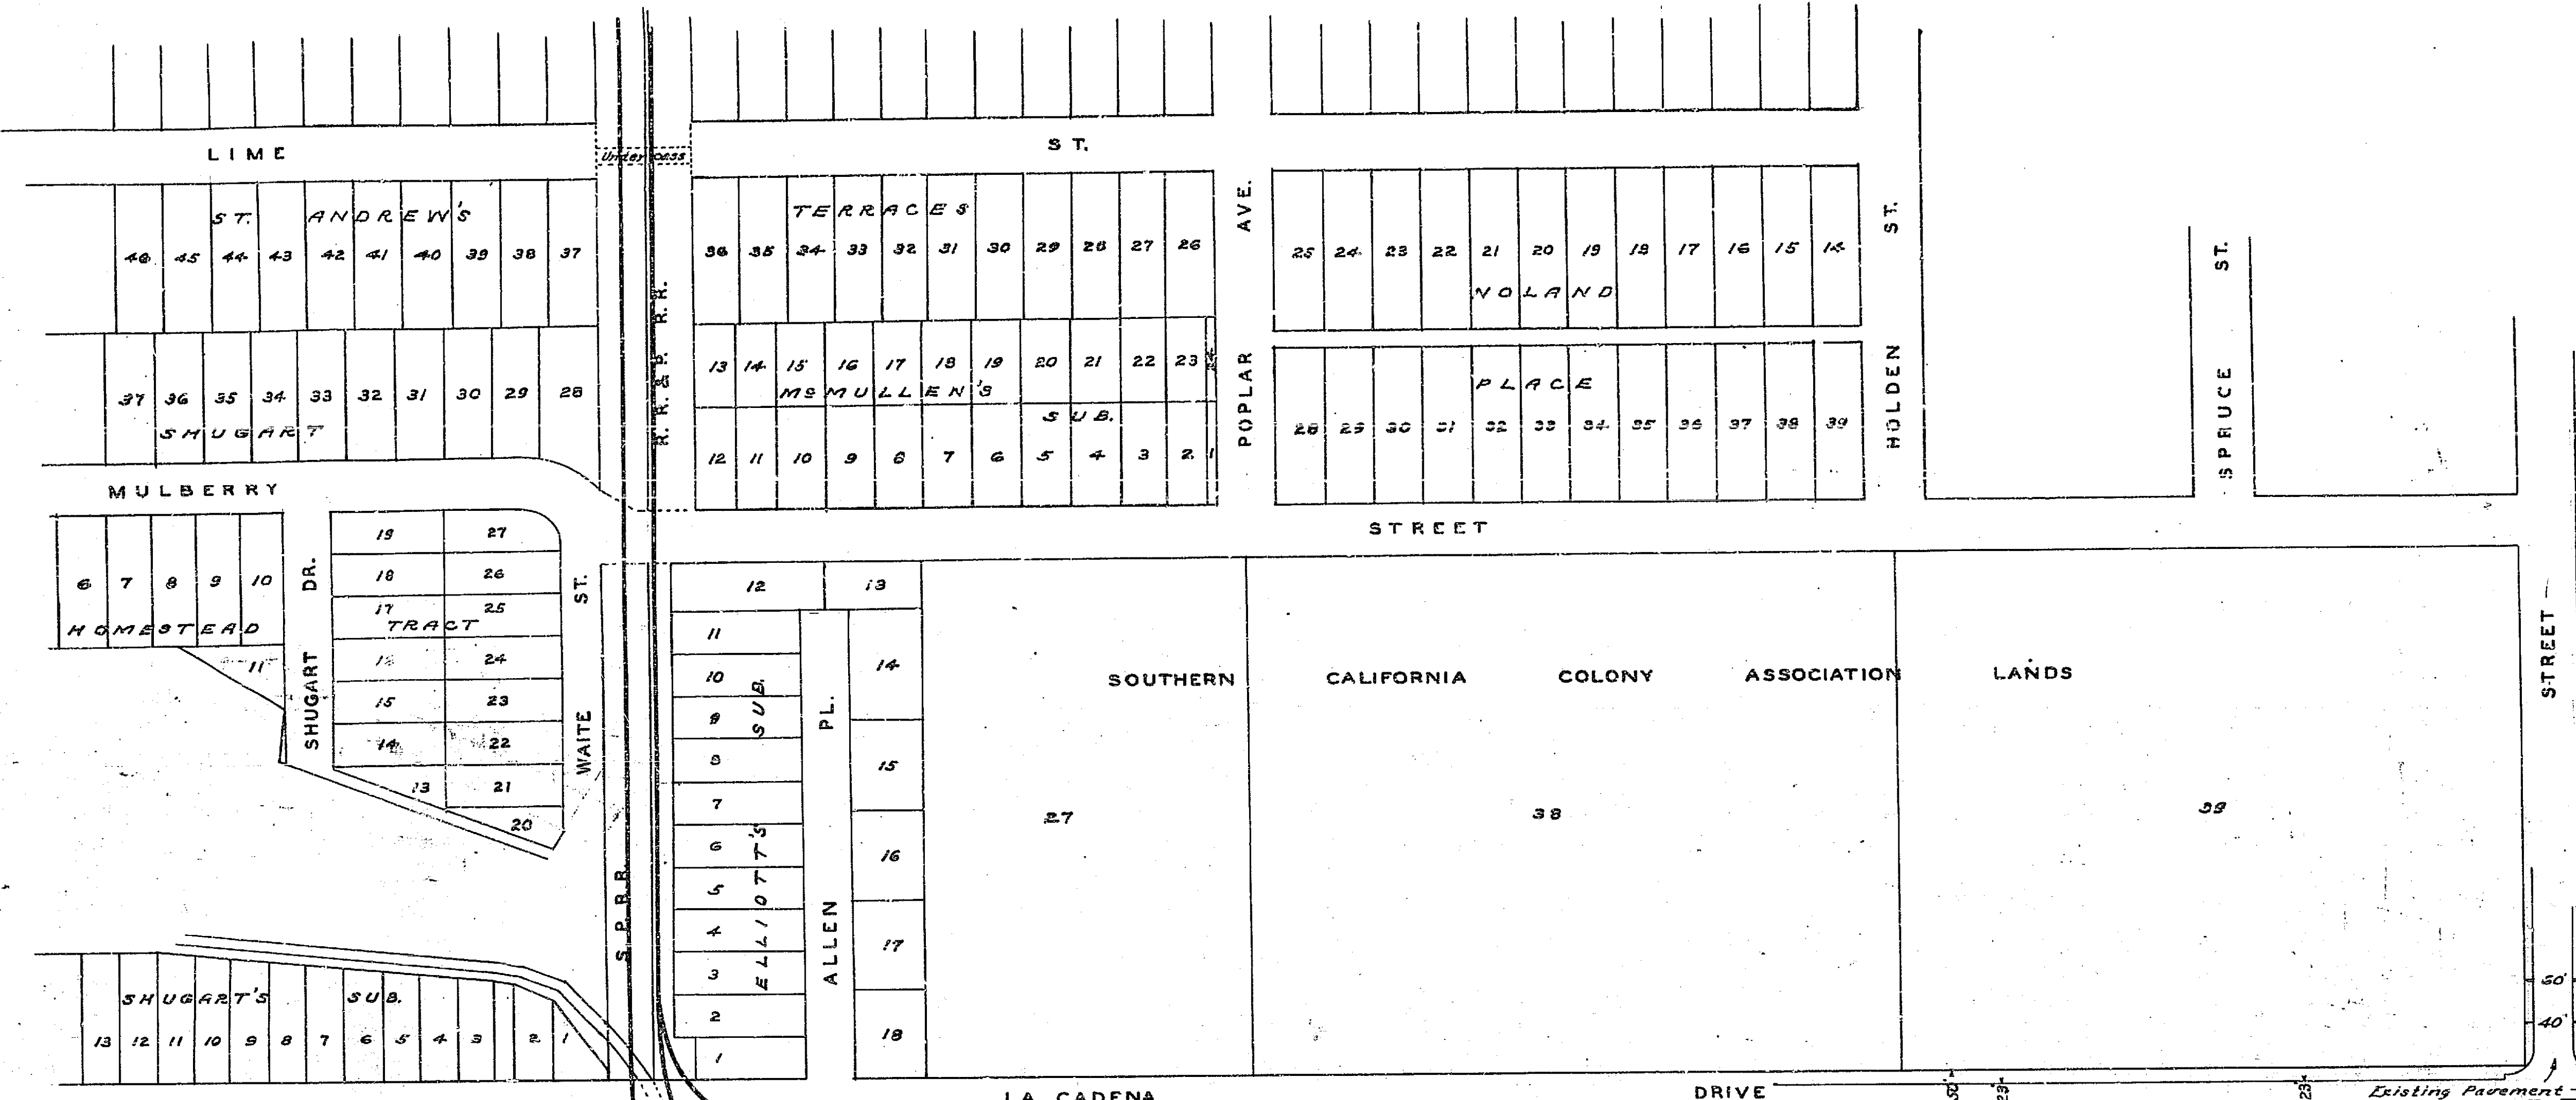 LIME ST.
Underpass
ST. ANDREW'S TERRACES
46 45 44 43 42 41 40 39 38 37
36 35 34 33 32 31 30 29 28 27 26
25 24 23 22 21 20 19 18 17 16 15 14
NOLAND
R. R. & P. R.R.
POPLAR AVE.
HOLDEN ST.
SPRUCE ST.
37 36 35 34 33 32 31 30 29 28
SHUGART
13 14 15 16 17 18 19 20 21 22 23 24
McMULLEN'S SUB.
12 11 10 9 8 7 6 5 4 3 2 1
PLACE
28 29 30 31 32 33 34 35 36 37 38 39
MULBERRY STREET
6 7 8 9 10
HOMESTEAD
11
SHUGART DR.
19 27
18 26
17 25
TRACT
16 24
15 23
14 22
13 21
20
WAITE ST.
S. P. R. R.
12 13
11
10
9
8
7
6
5
4
3
2
1
ELLIOTT'S SUB.
ALLEN PL.
14
15
16
17
18
SOUTHERN CALIFORNIA COLONY ASSOCIATION LANDS
27 38 39
STREET
SHUGART'S SUB.
13 12 11 10 9 8 7 6 5 4 3 2 1
60'
40'
LA CADENA DRIVE
23
23
Existing Pavement